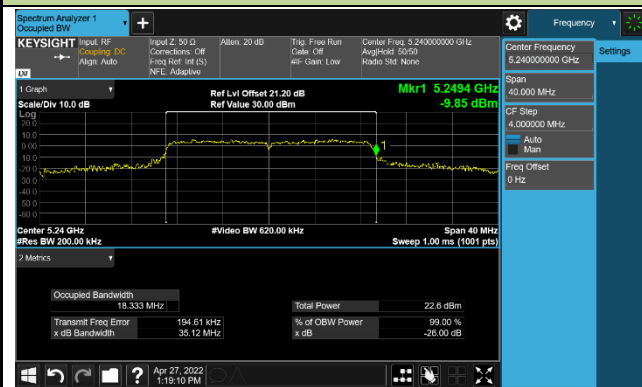 Spectrum Analyzer 1
Occupied BW
Frequency
KEYSIGHT
Input: RF
Coupling: DC
Align: Auto
Input Z: 50 Ω
Corrections: Off
Freq Ref: Int (S)
NFE: Adaptive
Atten: 20 dB
Trig: Free Run
Gate: Off
#IF Gain: Low
Center Freq: 5.240000000 GHz
Avg|Hold: 50/50
Radio Std: None
LXI
Center Frequency
5.240000000 GHz
Settings
Span
40.000 MHz
CF Step
4.000000 MHz
Auto
Man
Freq Offset
0 Hz
1 Graph
Scale/Div 10.0 dB
Ref Lvl Offset 21.20 dB
Ref Value 30.00 dBm
Mkr1 5.2494 GHz
-9.85 dBm
Log
20.0
10.0
0.00
-10.0
-20.0
-30.0
-40.0
-50.0
-60.0
1
Center 5.24 GHz
#Res BW 200.00 kHz
#Video BW 620.00 kHz
Span 40 MHz
Sweep 1.00 ms (1001 pts)
2 Metrics
Occupied Bandwidth
18.333 MHz
Total Power 22.6 dBm
Transmit Freq Error 194.61 kHz
% of OBW Power 99.00 %
x dB Bandwidth 35.12 MHz
x dB -26.00 dB
?
Apr 27, 2022
1:19:10 PM